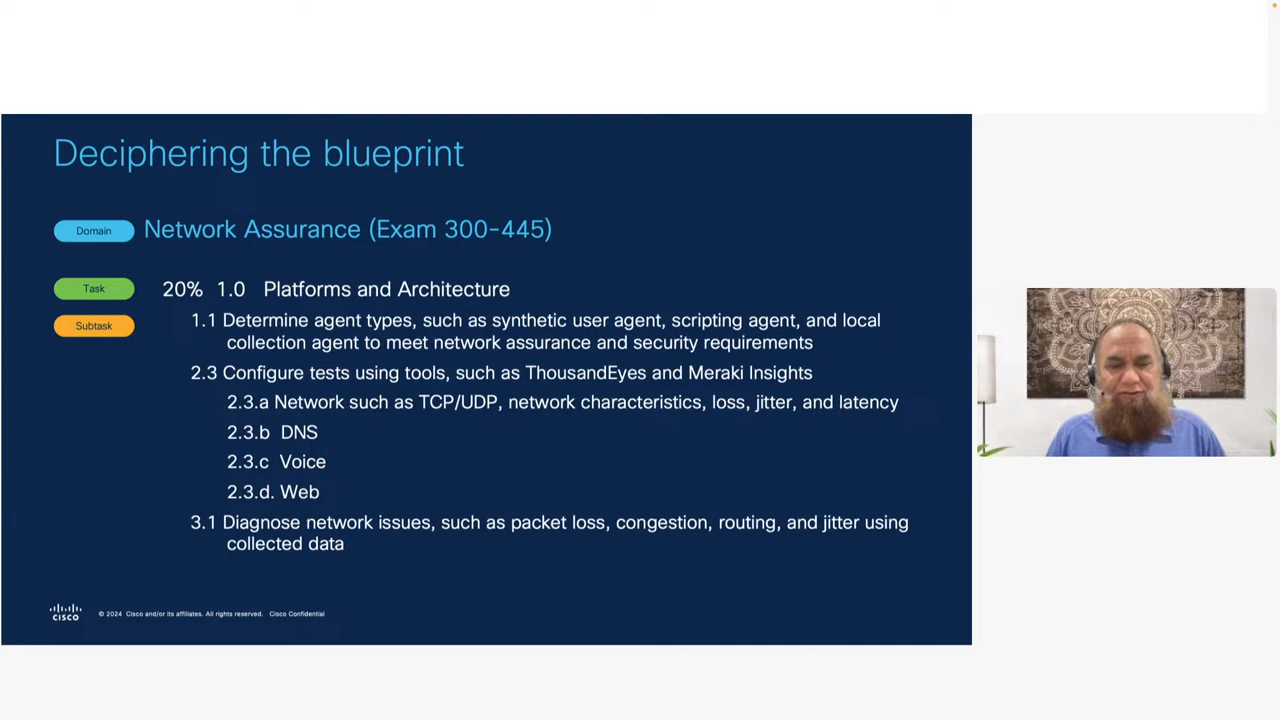 Deciphering the blueprint
Domain
Network Assurance (Exam 300-445)
Task
20% 1.0 Platforms and Architecture
Subtask
1.1 Determine agent types, such as synthetic user agent, scripting agent, and local
collection agent to meet network assurance and security requirements
2.3 Configure tests using tools, such as ThousandEyes and Meraki Insights
2.3.a Network such as TCP/UDP, network characteristics, loss, jitter, and latency
2.3.b DNS
2.3.c Voice
2.3.d. Web
3.1 Diagnose network issues, such as packet loss, congestion, routing, and jitter using
collected data
CISCO
© 2024 Cisco and/or its affiliates. All rights reserved. Cisco Confidential